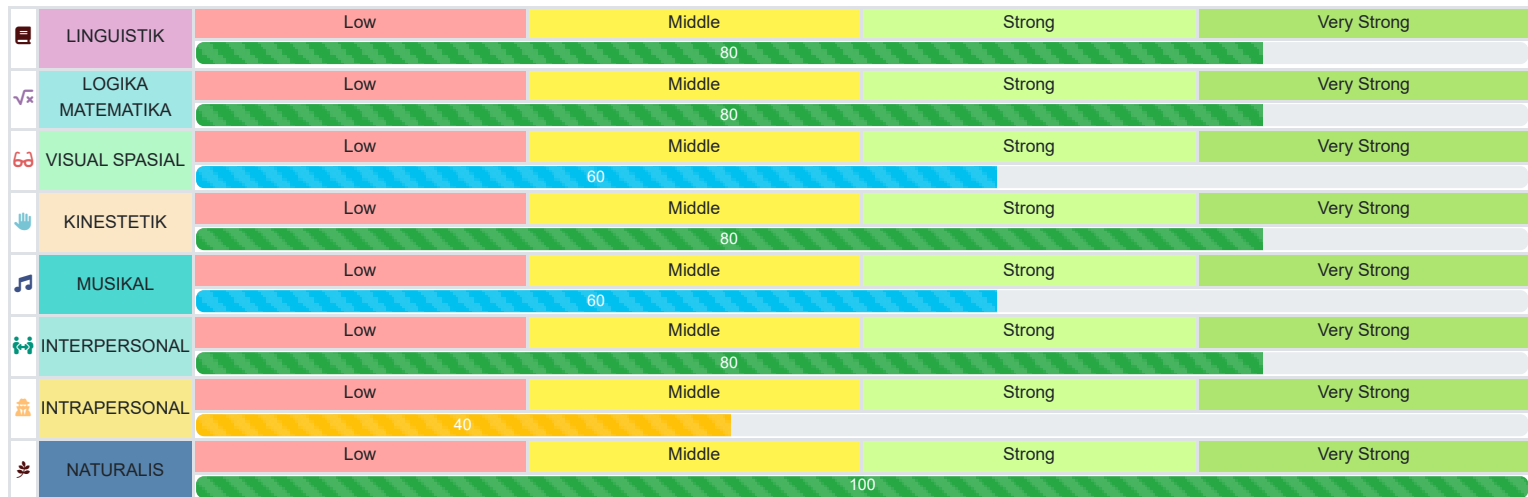 Low Middle Strong Very Strong
LINGUISTIK
80
LOGIKA
MATEMATIKA
Low Middle Strong Very Strong
80
VISUAL SPASIAL
Low Middle Strong Very Strong
60
KINESTETIK
Low Middle Strong Very Strong
80
MUSIKAL
Low Middle Strong Very Strong
60
INTERPERSONAL
Low Middle Strong Very Strong
80
INTRAPERSONAL
Low Middle Strong Very Strong
40
NATURALIS
Low Middle Strong Very Strong
100